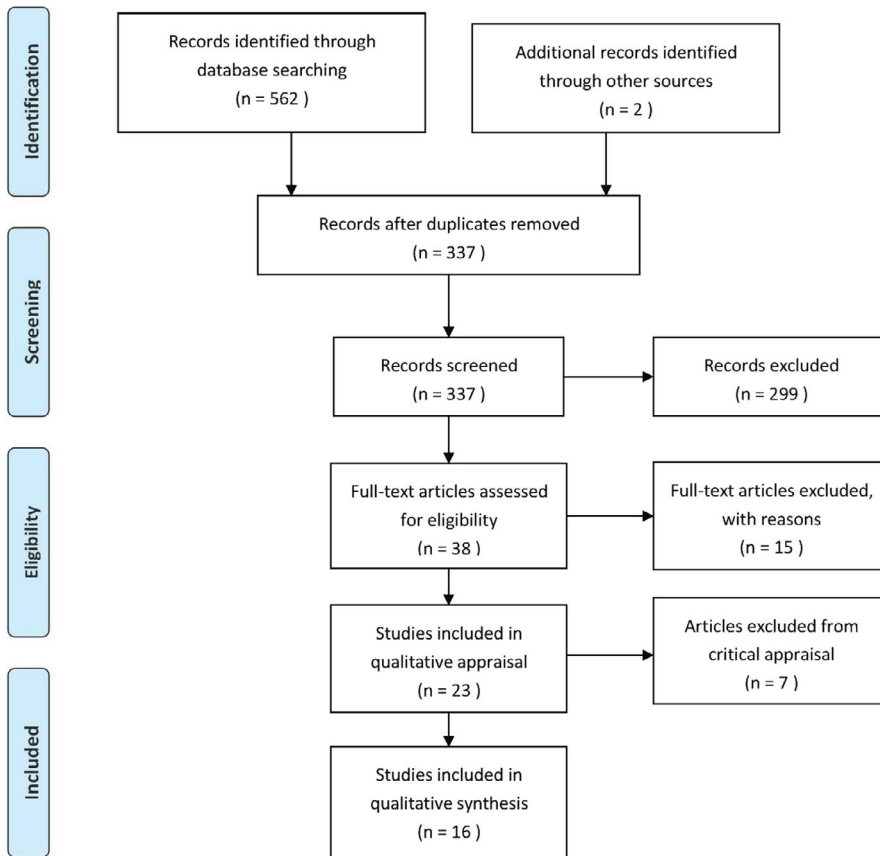 Identification
Records identified through
database searching
(n = 562 )
Additional records identified
through other sources
(n = 2 )
Records after duplicates removed
(n = 337 )
Screening
Records screened
(n = 337 )
Records excluded
(n = 299 )
Eligibility
Full-text articles assessed
for eligibility
(n = 38 )
Full-text articles excluded,
with reasons
(n = 15 )
Studies included in
qualitative appraisal
(n = 23 )
Articles excluded from
critical appraisal
(n = 7 )
Included
Studies included in
qualitative synthesis
(n = 16 )